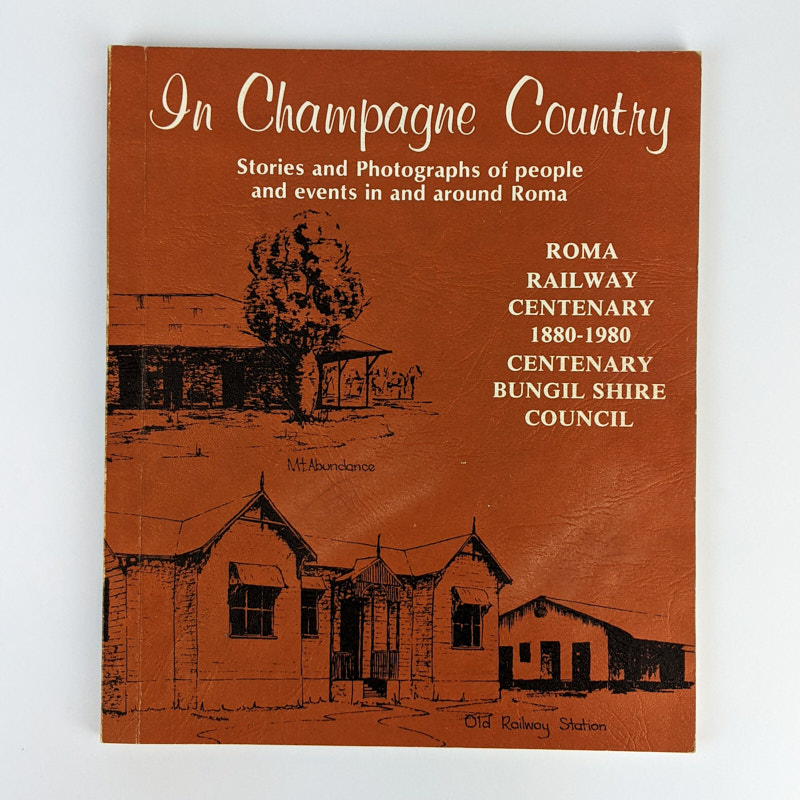 In Champagne Country
Stories and Photographs of people
and events in and around Roma
ROMA
RAILWAY
CENTENARY
1880-1980
CENTENARY
BUNGIL SHIRE
COUNCIL
Mt. Abundance
Old Railway Station